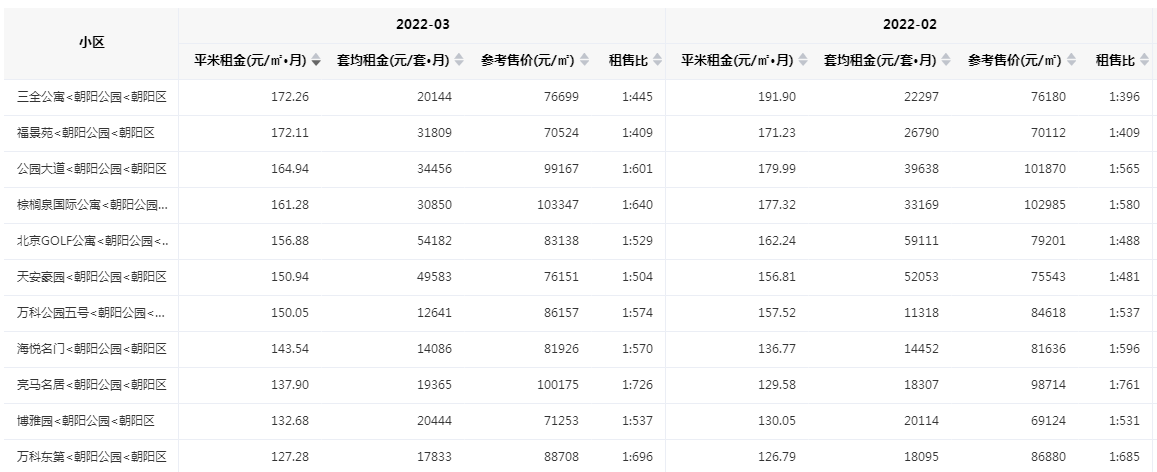 小区 2022-03 2022-02
平米租金(元/㎡•月) 套均租金(元/套•月) 参考售价(元/㎡) 租售比 平米租金(元/㎡•月) 套均租金(元/套•月) 参考售价(元/㎡) 租售比
三全公寓<朝阳公园<朝阳区 172.26 20144 76699 1:445 191.90 22297 76180 1:396
福景苑<朝阳公园<朝阳区 172.11 31809 70524 1:409 171.23 26790 70112 1:409
公园大道<朝阳公园<朝阳区 164.94 34456 99167 1:601 179.99 39638 101870 1:565
棕榈泉国际公寓<朝阳公园... 161.28 30850 103347 1:640 177.32 33169 102985 1:580
北京GOLF公寓<朝阳公园<.. 156.88 54182 83138 1:529 162.24 59111 79201 1:488
天安豪园<朝阳公园<朝阳区 150.94 49583 76151 1:504 156.81 52053 75543 1:481
万科公园五号<朝阳公园<... 150.05 12641 86157 1:574 157.52 11318 84618 1:537
海悦名门<朝阳公园<朝阳区 143.54 14086 81926 1:570 136.77 14452 81636 1:596
亮马名居<朝阳公园<朝阳区 137.90 19365 100175 1:726 129.58 18307 98714 1:761
博雅园<朝阳公园<朝阳区 132.68 20444 71253 1:537 130.05 20114 69124 1:531
万科东第<朝阳公园<朝阳区 127.28 17833 88708 1:696 126.79 18095 86880 1:685